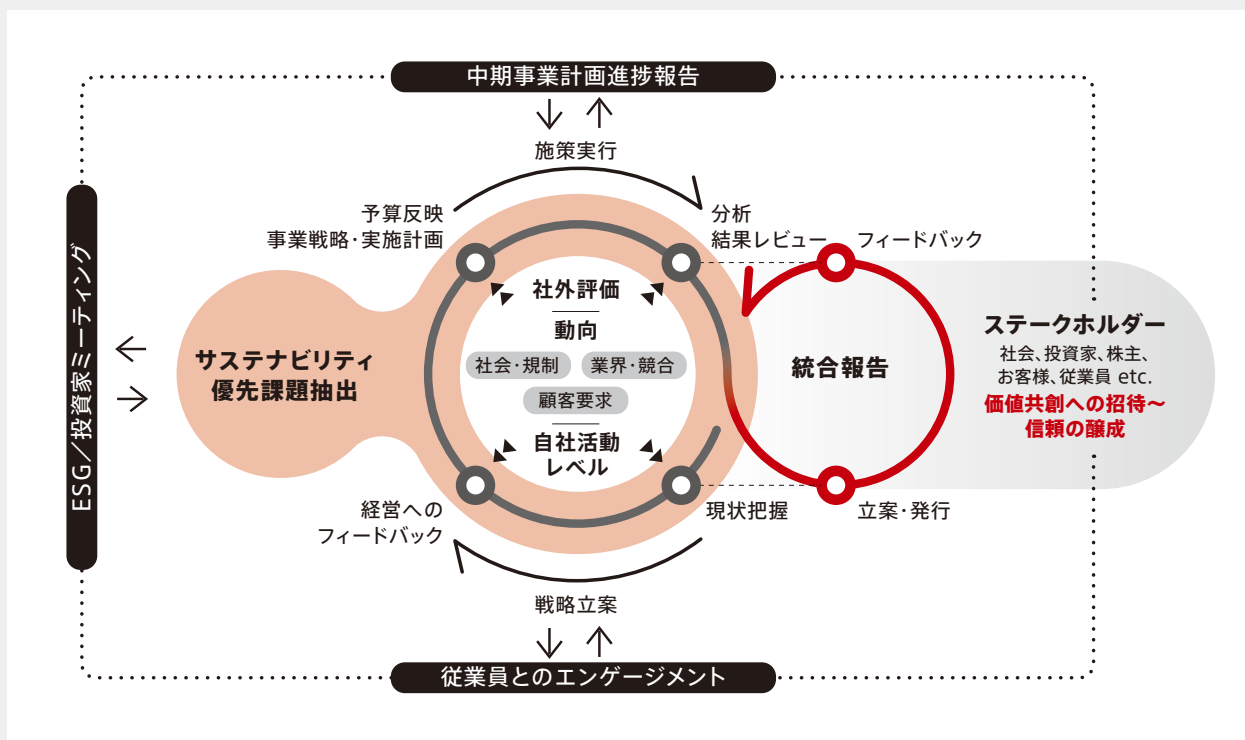 中期事業計画進捗報告
施策実行
予算反映
事業戦略・実施計画
分析
結果レビュー
フィードバック
ESG／投資家ミーティング
サステナビリティ
優先課題抽出
社外評価
動向
社会・規制
業界・競合
顧客要求
自社活動
レベル
統合報告
ステークホルダー
社会、投資家、株主、
お客様、従業員 etc.
価値共創への招待～
信頼の醸成
経営への
フィードバック
現状把握
立案・発行
戦略立案
従業員とのエンゲージメント